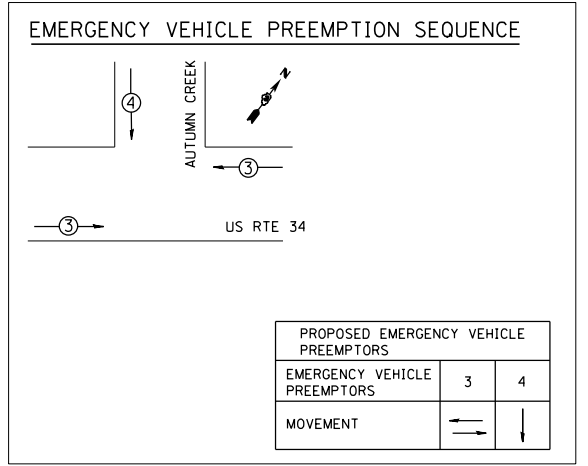 EMERGENCY VEHICLE PREEMPTION SEQUENCE
N
4
AUTUMN CREEK
3
3
US RTE 34
PROPOSED EMERGENCY VEHICLE
PREEMPTORS
EMERGENCY VEHICLE
PREEMPTORS
3
4
MOVEMENT